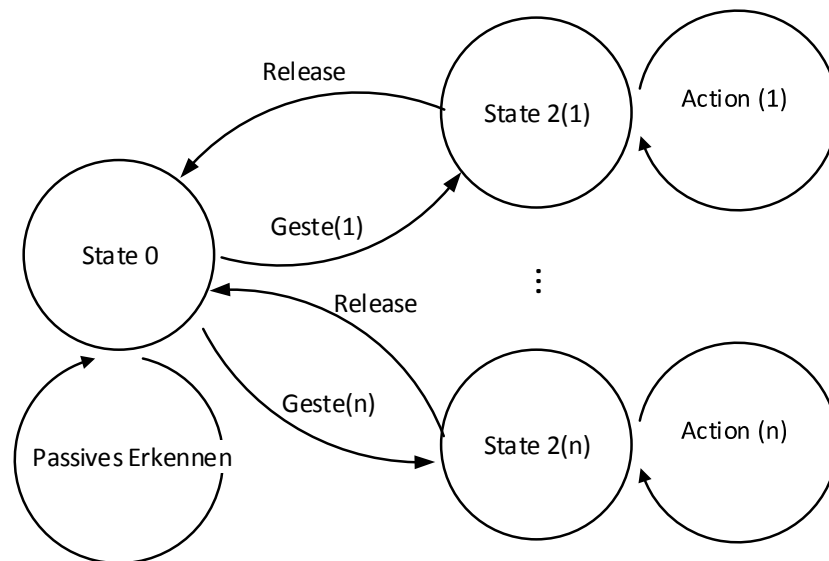 Release
State 2(1)
Action (1)
Geste(1)
State 0
⋮
Release
Geste(n)
State 2(n)
Action (n)
Passives Erkennen